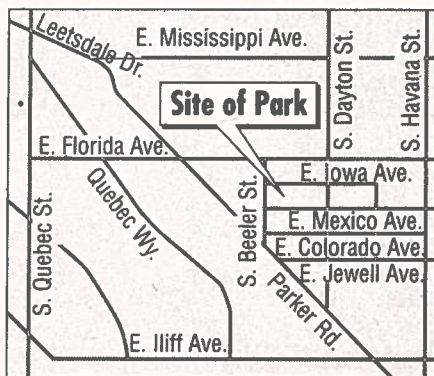 Leetsdale Dr.
E. Mississippi Ave.
S. Dayton St.
S. Havana St.
Site of Park
E. Florida Ave.
E. Iowa Ave.
Quebec Wy.
S. Beeler St.
E. Mexico Ave.
E. Colorado Ave.
S. Quebec St.
E. Jewell Ave.
Parker Rd.
E. Iliff Ave.